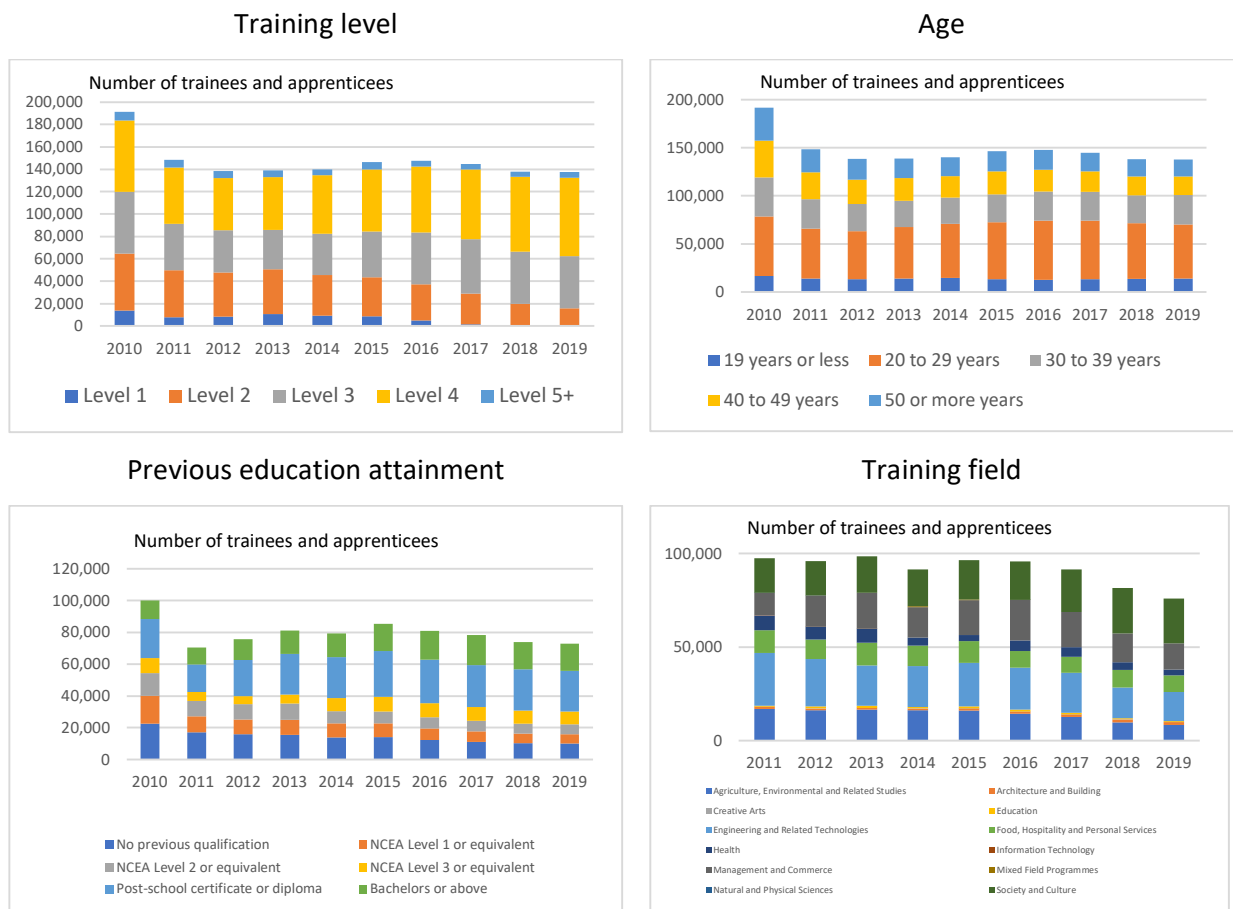 Training level
Number of trainees and apprenticees
200,000
180,000
160,000
140,000
120,000
100,000
80,000
60,000
40,000
20,000
0
2010 2011 2012 2013 2014 2015 2016 2017 2018 2019
Level 1 Level 2 Level 3 Level 4 Level 5+
Age
Number of trainees and apprenticees
200,000
150,000
100,000
50,000
0
2010 2011 2012 2013 2014 2015 2016 2017 2018 2019
19 years or less 20 to 29 years 30 to 39 years
40 to 49 years 50 or more years
Previous education attainment
Number of trainees and apprenticees
120,000
100,000
80,000
60,000
40,000
20,000
0
2010 2011 2012 2013 2014 2015 2016 2017 2018 2019
No previous qualification NCEA Level 1 or equivalent
NCEA Level 2 or equivalent NCEA Level 3 or equivalent
Post-school certificate or diploma Bachelors or above
Training field
Number of trainees and apprenticees
100,000
50,000
0
2011 2012 2013 2014 2015 2016 2017 2018 2019
Agriculture, Environmental and Related Studies Architecture and Building
Creative Arts Education
Engineering and Related Technologies Food, Hospitality and Personal Services
Health Information Technology
Management and Commerce Mixed Field Programmes
Natural and Physical Sciences Society and Culture